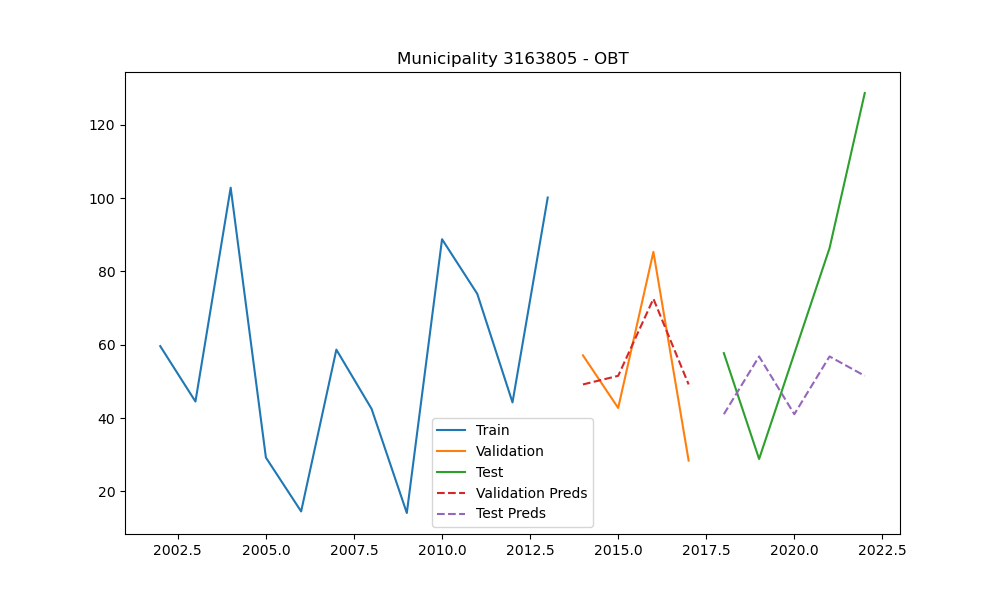 Municipality 3163805 - OBT
120
100
80
60
40
20
Train
Validation
Test
Validation Preds
Test Preds
2002.5 2005.0 2007.5 2010.0 2012.5 2015.0 2017.5 2020.0 2022.5